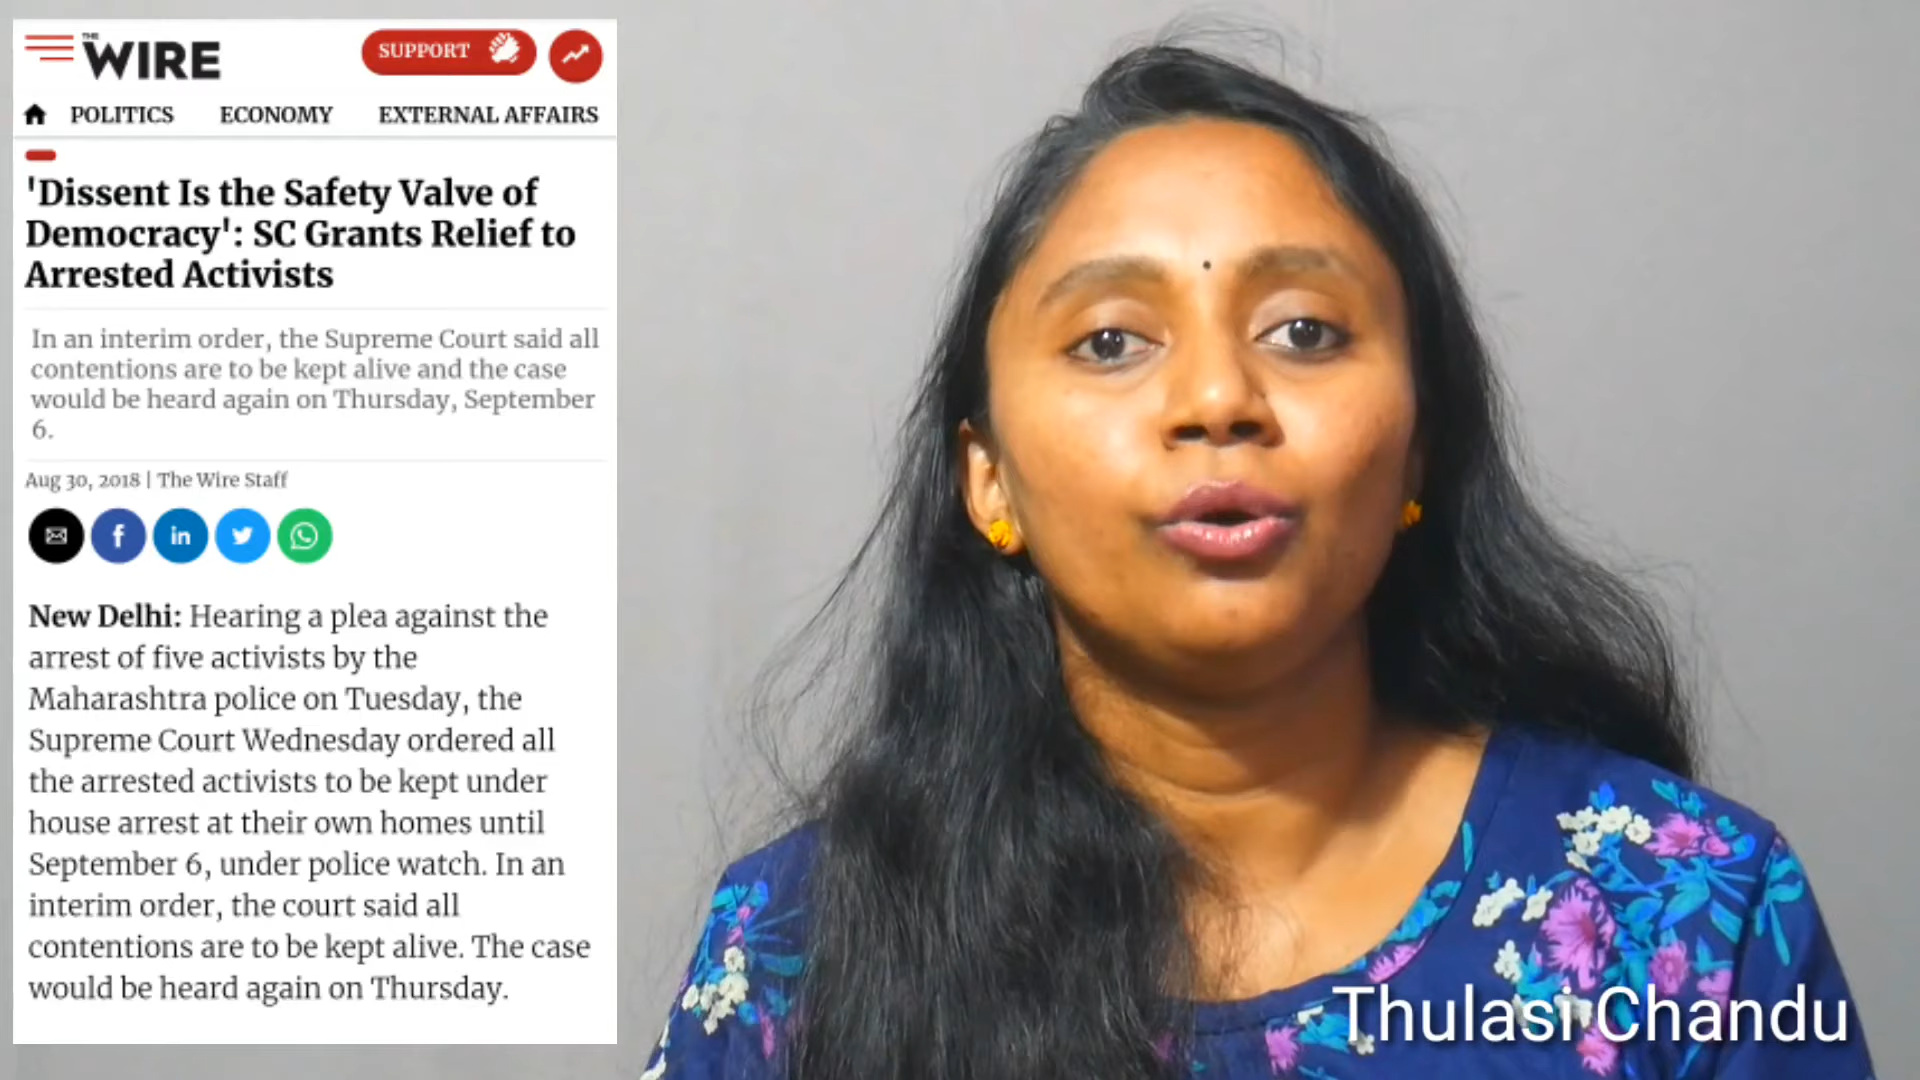 THE
WIRE
SUPPORT
POLITICS ECONOMY EXTERNAL AFFAIRS
'Dissent Is the Safety Valve of
Democracy': SC Grants Relief to
Arrested Activists
In an interim order, the Supreme Court said all
contentions are to be kept alive and the case
would be heard again on Thursday, September
6.
Aug 30, 2018 | The Wire Staff
New Delhi: Hearing a plea against the
arrest of five activists by the
Maharashtra police on Tuesday, the
Supreme Court Wednesday ordered all
the arrested activists to be kept under
house arrest at their own homes until
September 6, under police watch. In an
interim order, the court said all
contentions are to be kept alive. The case
would be heard again on Thursday.
Thulasi Chandu